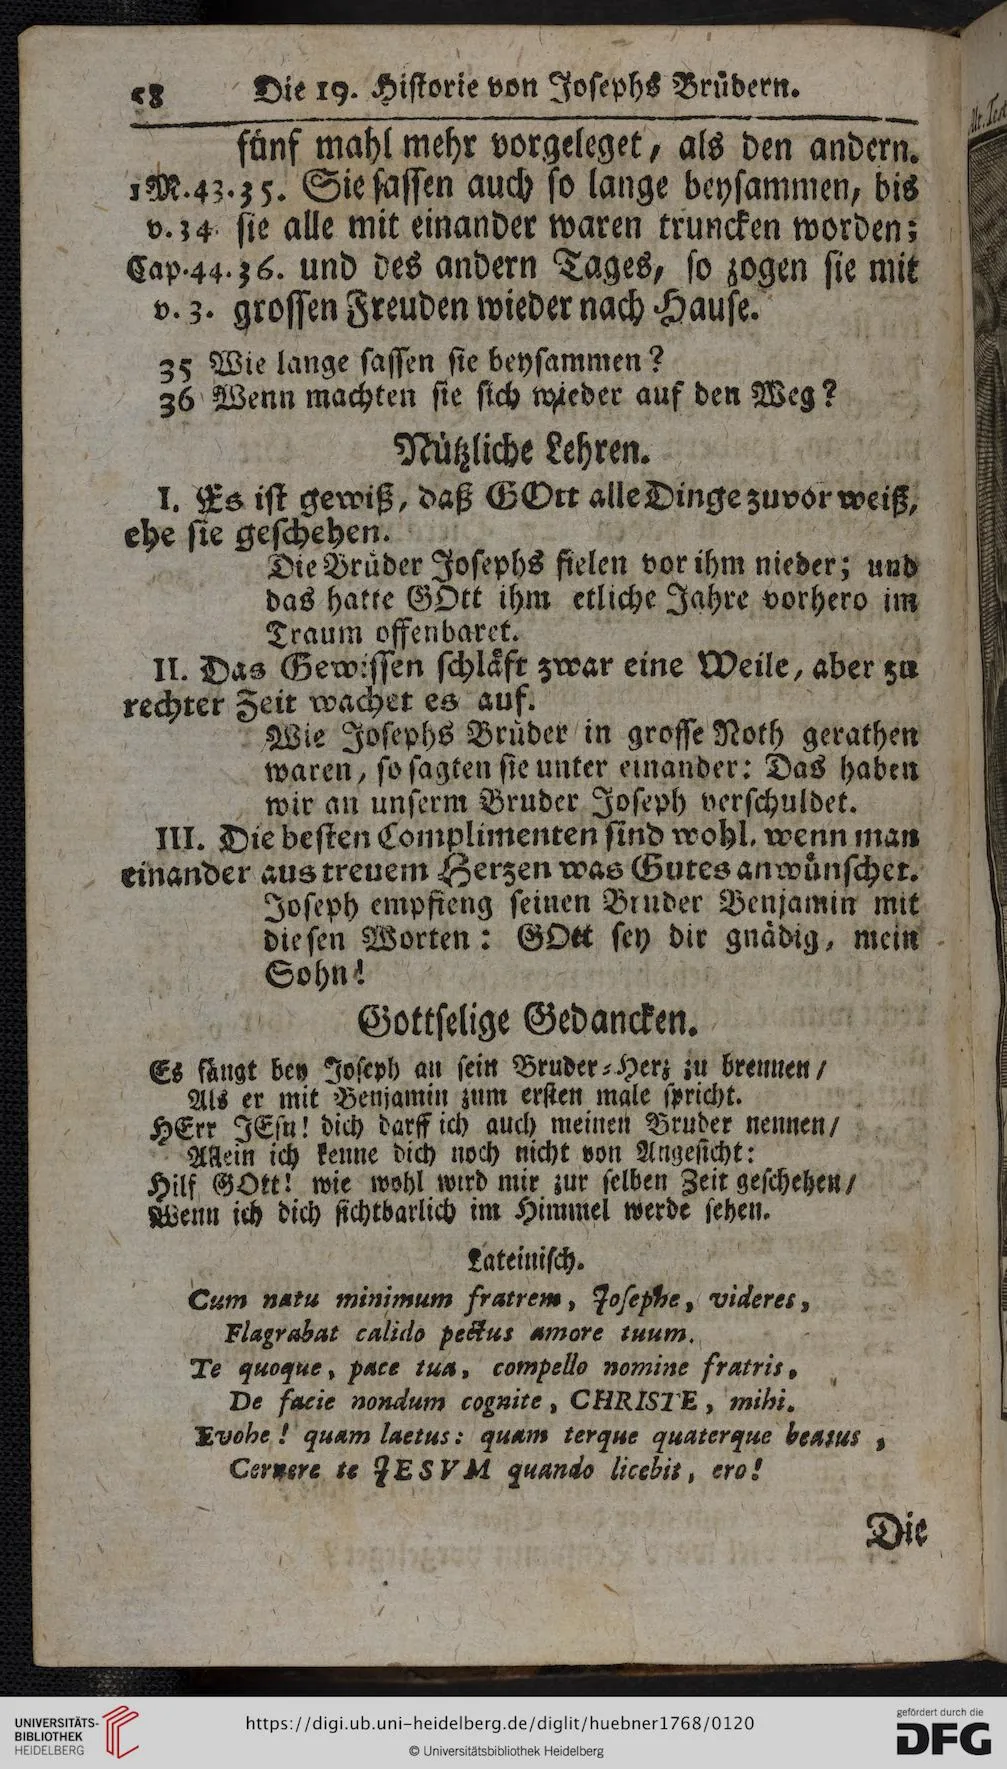 58 Die 19. Historie von Josephs Brüdern.
fünf mahl mehr vorgeleget, als den andern.
1 M. 43. 35. Sie sassen auch so lange beysammen, bis
v. 34. sie alle mit einander waren truncken worden;
Cap. 44. 36. und des andern Tages, so zogen sie mit
v. 3. grossen Freuden wieder nach Hause.
35 Wie lange sassen sie beysammen?
36 Wenn machten sie sich wieder auf den Weg?
Nützliche Lehren.
I. Es ist gewiß, daß GOtt alle Dinge zuvor weiß,
ehe sie geschehen.
Die Brüder Josephs fielen vor ihm nieder; und
das hatte GOtt ihm etliche Jahre vorhero im
Traum offenbaret.
II. Das Gewissen schläft zwar eine Weile, aber zu
rechter Zeit wachet es auf.
Wie Josephs Brüder in grosse Noth gerathen
waren, so sagten sie unter einander: Das haben
wir an unserm Bruder Joseph verschuldet.
III. Die besten Complimenten sind wohl, wenn man
einander aus treuem Herzen was Gutes anwünschet.
Joseph empfieng seinen Bruder Benjamin mit
diesen Worten: GOtt sey dir gnädig, mein
Sohn!
Gottselige Gedancken.
Es fängt bey Joseph an sein Bruder-Herz zu brennen/
Als er mit Benjamin zum ersten male spricht.
HErr JEsu! dich darff ich auch meinen Bruder nennen/
Allein ich kenne dich noch nicht von Angesicht:
Hilf GOtt! wie wohl wird mir zur selben Zeit geschehen/
Wenn ich dich sichtbarlich im Himmel werde sehen.
Lateinisch.
Cum natu minimum fratrem, Josephe, videres,
Flagrabat calido pectus amore tuum.
Te quoque, pace tua, compello nomine fratris,
De facie nondum cognite, CHRISTE, mihi.
Evohe! quam laetus: quam terque quaterque beatus,
Cernere te JESVM quando licebit, ero!
Die
UNIVERSITÄTS-
BIBLIOTHEK
HEIDELBERG
https://digi.ub.uni-heidelberg.de/diglit/huebner1768/0120
© Universitätsbibliothek Heidelberg
gefördert durch die
DFG